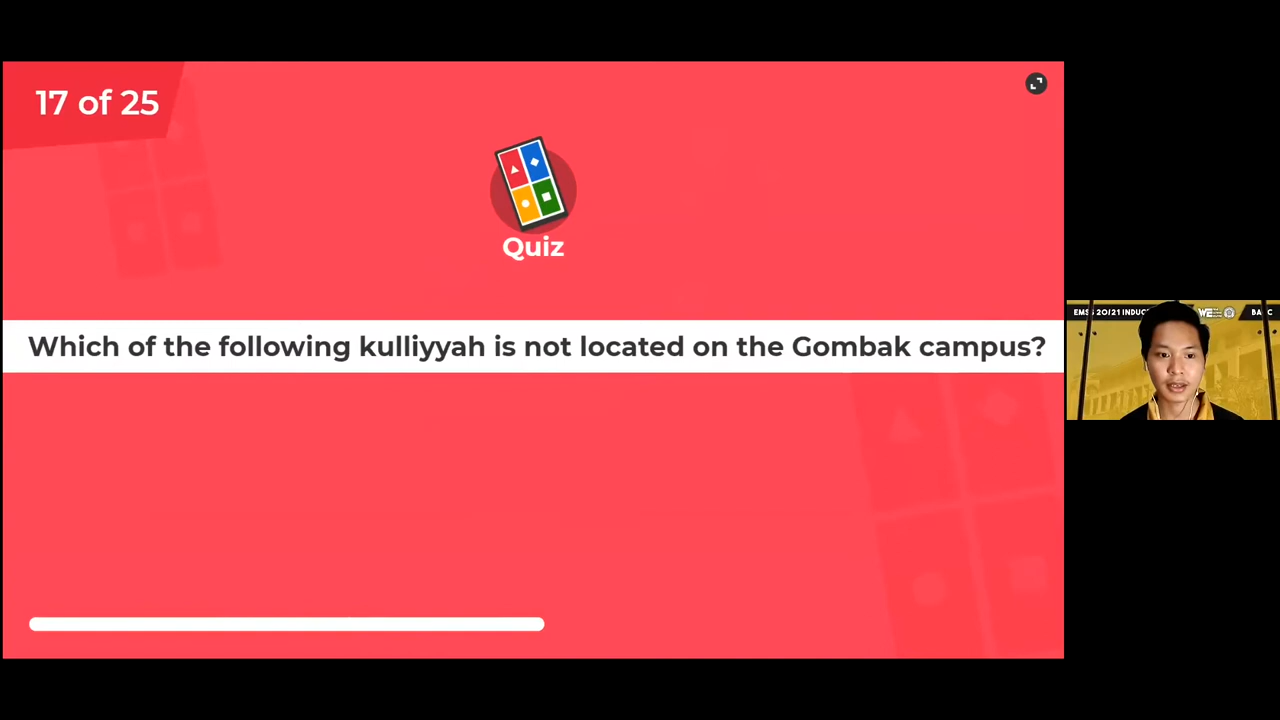 17 of 25
Quiz
Which of the following kulliyyah is not located on the Gombak campus?